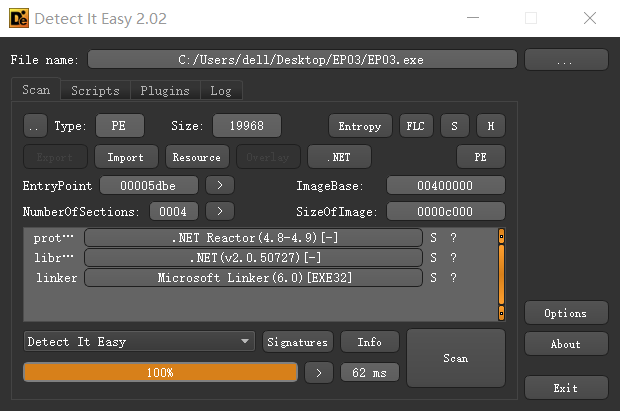 Detect It Easy 2.02
File name: C:/Users/dell/Desktop/EP03/EP03.exe ...
Scan Scripts Plugins Log
.. Type: PE Size: 19968 Entropy FLC S H
Export Import Resource Overlay .NET PE
EntryPoint 00005dbe > ImageBase: 00400000
NumberOfSections: 0004 > SizeOfImage: 0000c000
prot… .NET Reactor(4.8-4.9)[-] S ?
libr… .NET(v2.0.50727)[-] S ?
linker Microsoft Linker(6.0)[EXE32] S ?
Options
Detect It Easy Signatures Info Scan About
100% > 62 ms
Exit